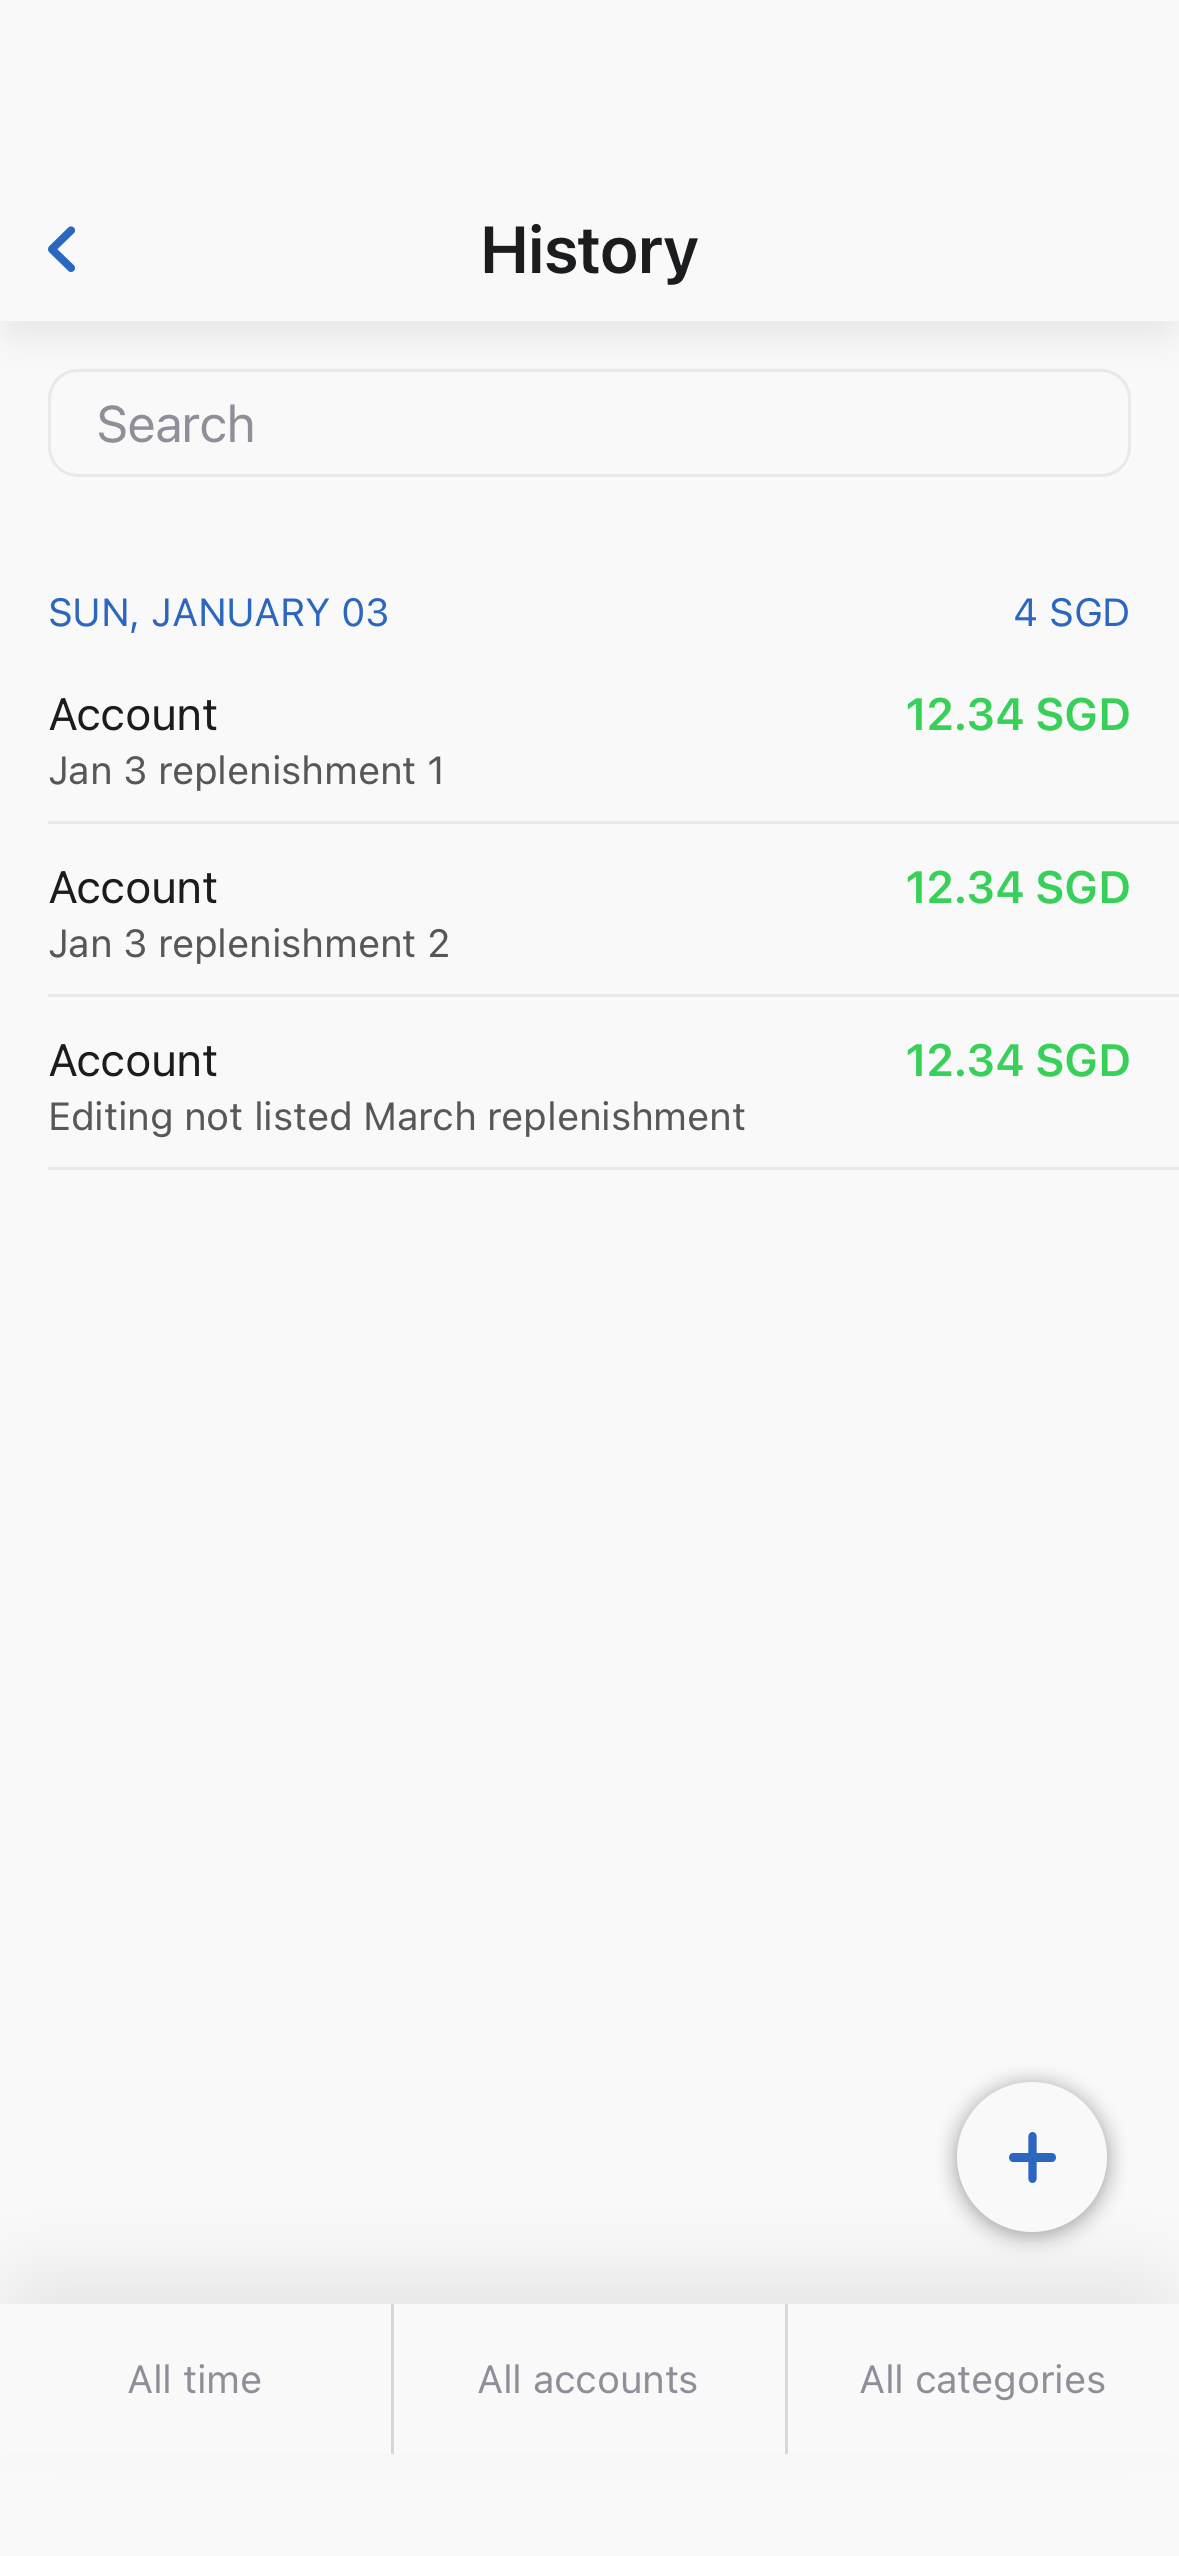 History
Search
SUN, JANUARY 03 4 SGD
Account 12.34 SGD
Jan 3 replenishment 1
Account 12.34 SGD
Jan 3 replenishment 2
Account 12.34 SGD
Editing not listed March replenishment
All time All accounts All categories